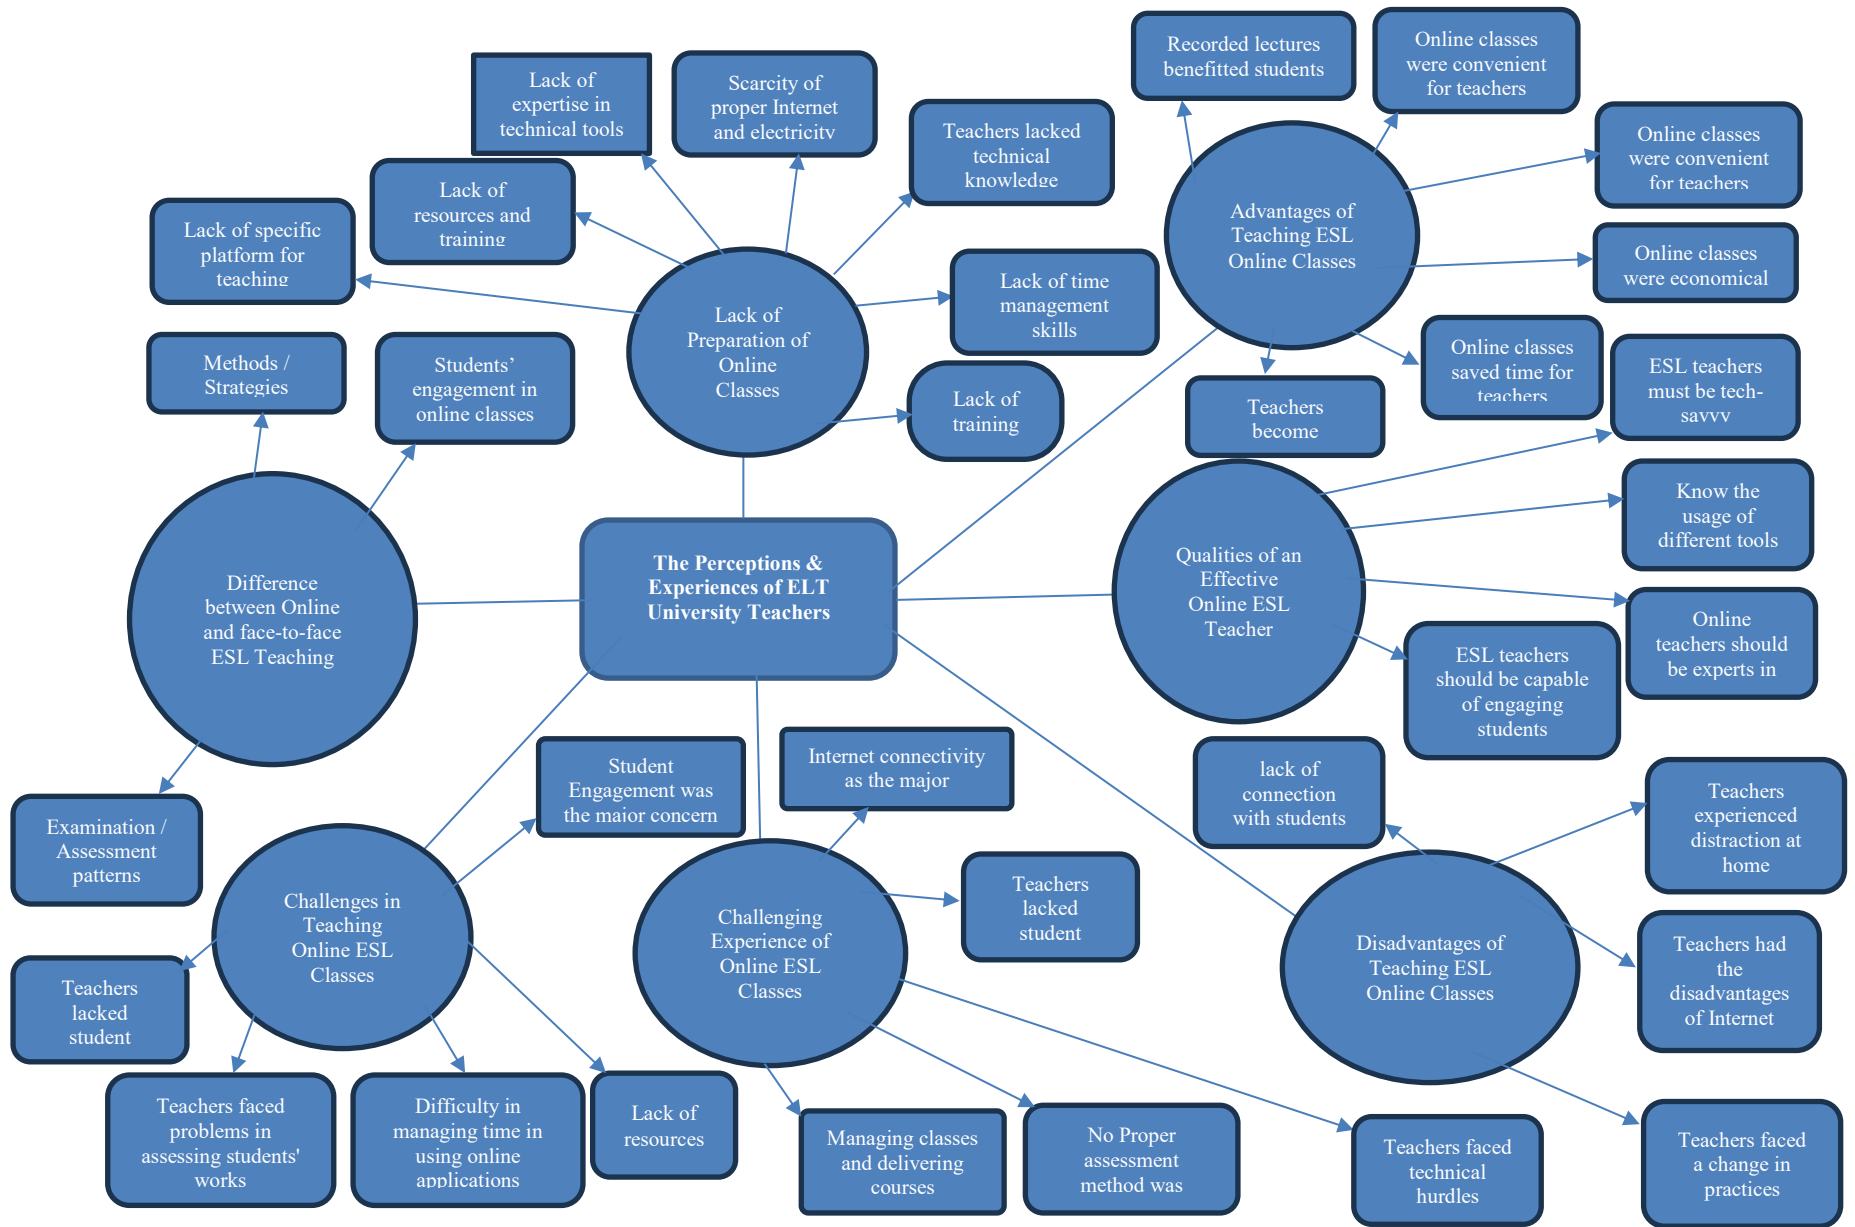 Lack of
expertise in
technical tools
Scarcity of
proper Internet
and electricity
Teachers lacked
technical
knowledge
Lack of
resources and
training
Lack of specific
platform for
teaching
Lack of time
management
skills
Lack of
training
Lack of
Preparation of
Online
Classes
Recorded lectures
benefitted students
Online classes
were convenient
for teachers
Online classes
were convenient
for teachers
Online classes
were economical
Online classes
saved time for
teachers
Teachers
become
Advantages of
Teaching ESL
Online Classes
Methods /
Strategies
Students’
engagement in
online classes
Difference
between Online
and face-to-face
ESL Teaching
Examination /
Assessment
patterns
The Perceptions &
Experiences of ELT
University Teachers
Qualities of an
Effective
Online ESL
Teacher
ESL teachers
must be tech-
savvy
Know the
usage of
different tools
Online
teachers should
be experts in
ESL teachers
should be capable
of engaging
students
Challenges in
Teaching
Online ESL
Classes
Student
Engagement was
the major concern
Teachers
lacked
student
Teachers faced
problems in
assessing students'
works
Difficulty in
managing time in
using online
applications
Lack of
resources
Challenging
Experience of
Online ESL
Classes
Internet connectivity
as the major
Teachers
lacked
student
Managing classes
and delivering
courses
No Proper
assessment
method was
Teachers faced
technical
hurdles
Disadvantages of
Teaching ESL
Online Classes
lack of
connection
with students
Teachers
experienced
distraction at
home
Teachers had
the
disadvantages
of Internet
Teachers faced
a change in
practices